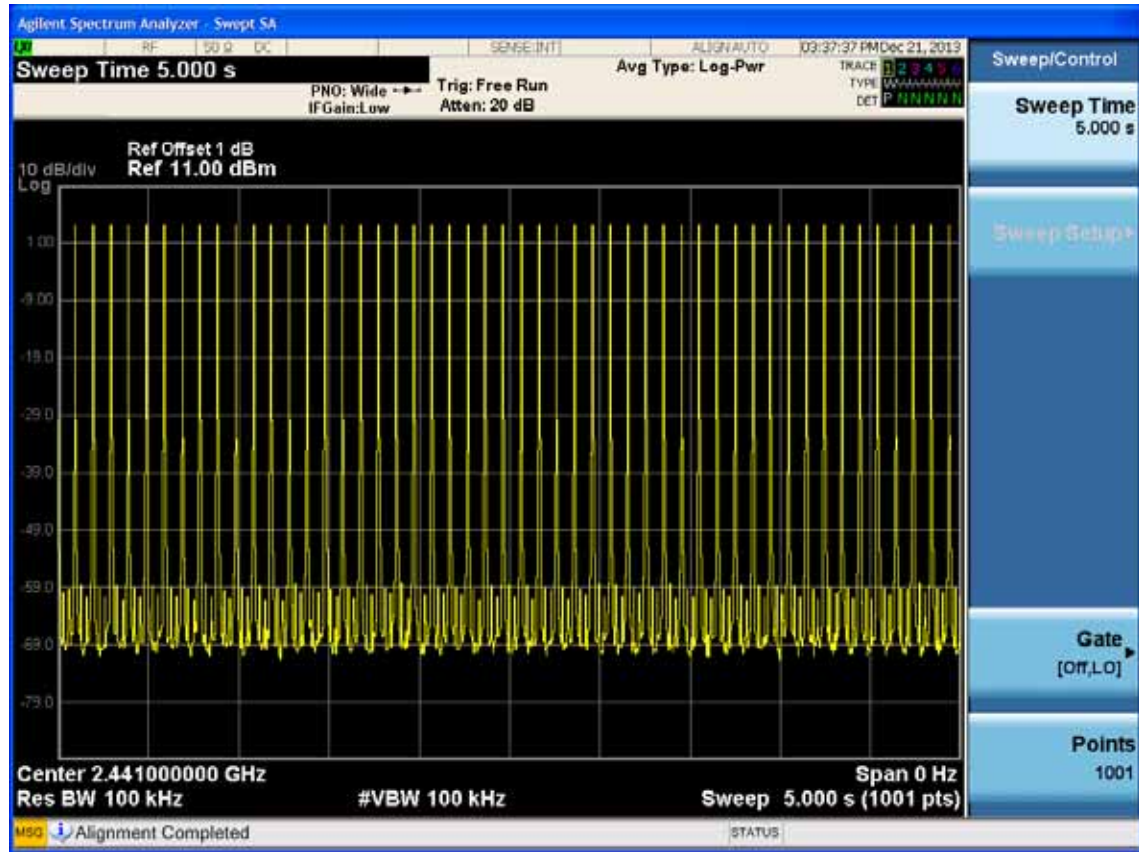 Agilent Spectrum Analyzer - Swept SA
LXI RF 50 Ω DC SENSE:INT ALIGNAUTO 03:37:37 PM Dec 21, 2013
Sweep Time 5.000 s
PNO: Wide
IFGain:Low
Trig: Free Run
Atten: 20 dB
Avg Type: Log-Pwr
TRACE 1 2 3 4 5 6
TYPE
DET P N N N N N
Ref Offset 1 dB
10 dB/div Ref 11.00 dBm
Log
1.00
-9.00
-19.0
-29.0
-39.0
-49.0
-59.0
-69.0
-79.0
Center 2.441000000 GHz Span 0 Hz
Res BW 100 kHz #VBW 100 kHz Sweep 5.000 s (1001 pts)
MSG Alignment Completed STATUS
Sweep/Control
Sweep Time
5.000 s
Sweep Setup
Gate
[Off,LO]
Points
1001